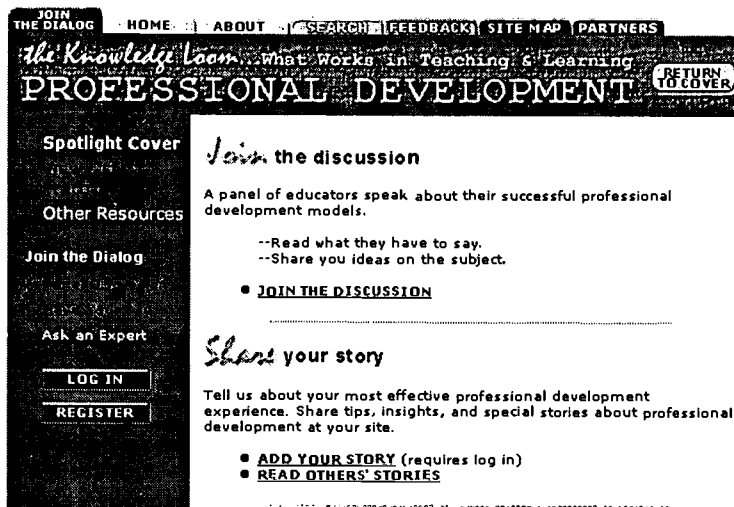 JOIN
THE DIALOG HOME ABOUT SEARCH FEEDBACK SITE MAP PARTNERS
the Knowledge Loom...What Works in Teaching & Learning
PROFESSIONAL DEVELOPMENT
RETURN
TO COVER
Spotlight Cover
Other Resources
Join the Dialog
Ask an Expert
LOG IN
REGISTER
Join the discussion
A panel of educators speak about their successful professional
development models.
--Read what they have to say.
--Share you ideas on the subject.
JOIN THE DISCUSSION
Share your story
Tell us about your most effective professional development
experience. Share tips, insights, and special stories about professional
development at your site.
ADD YOUR STORY (requires log in)
READ OTHERS' STORIES